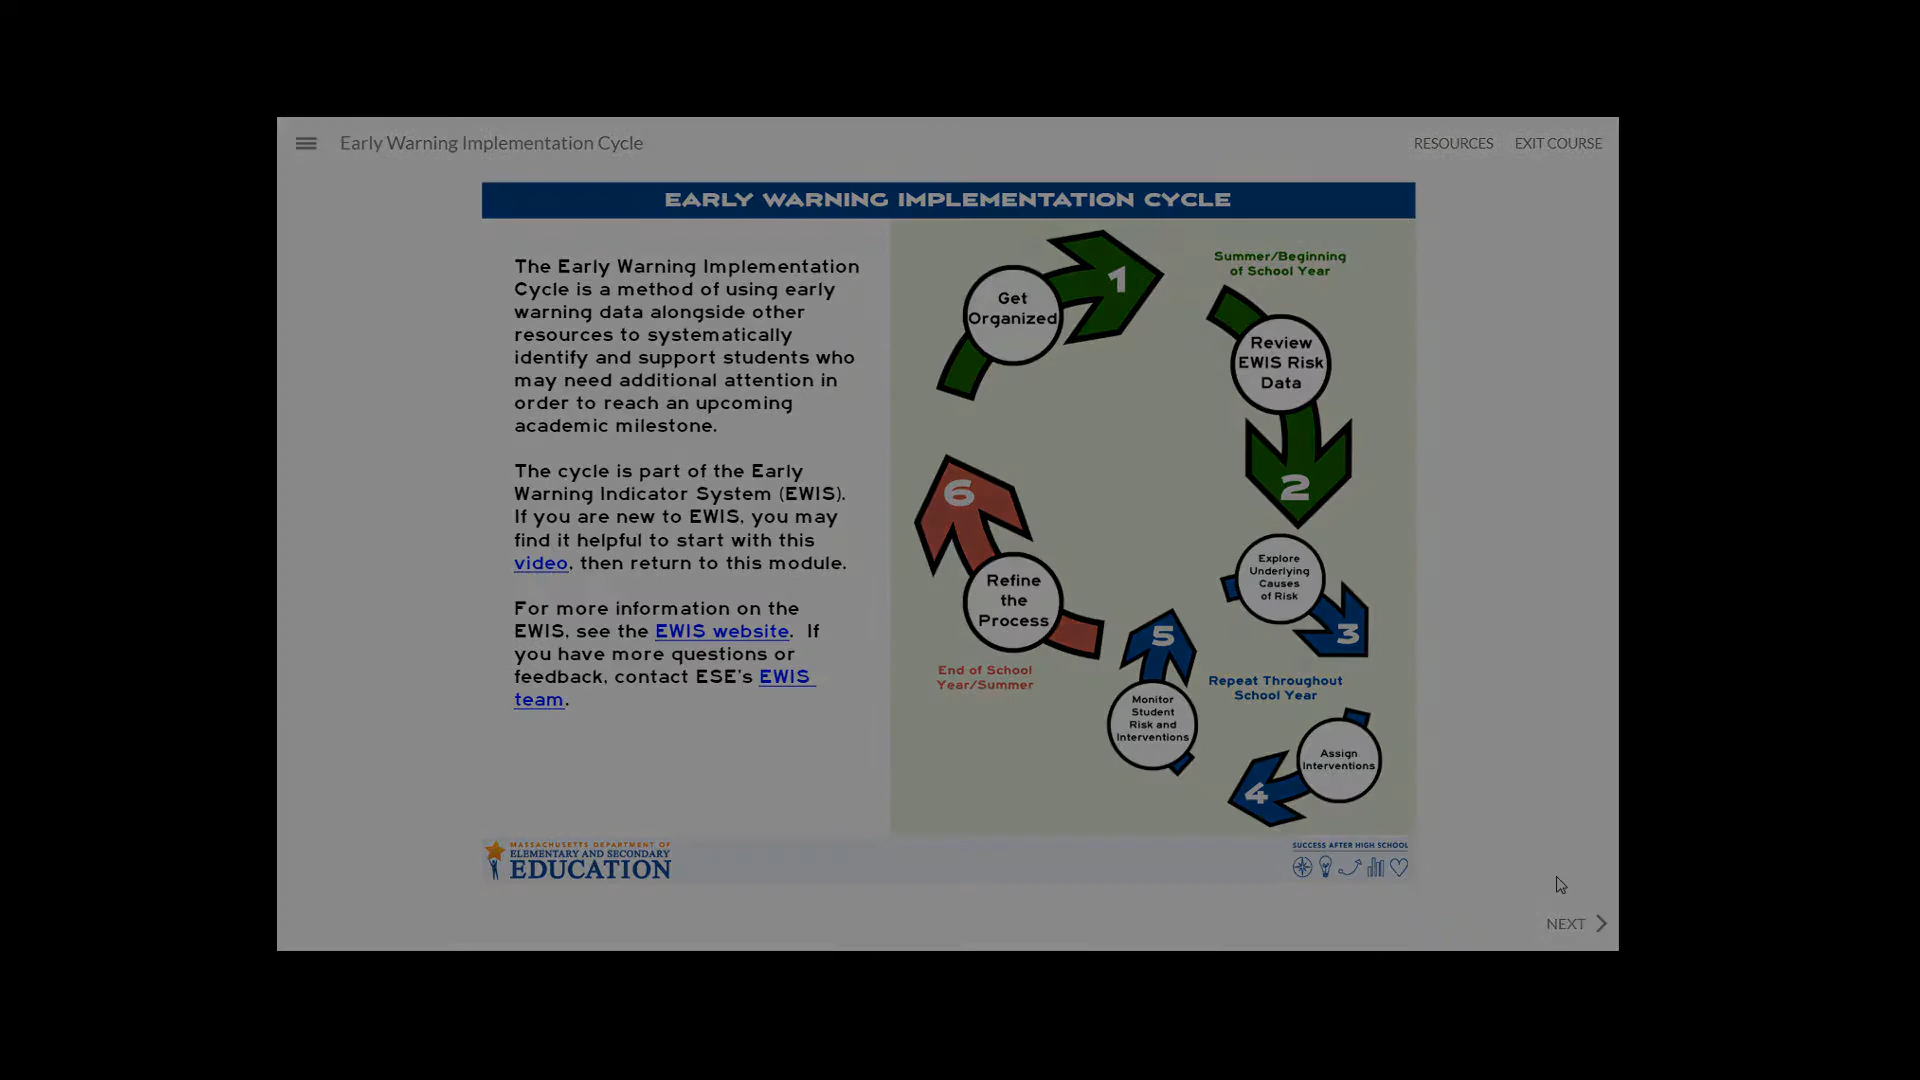 Early Warning Implementation Cycle
RESOURCES
EXIT COURSE
EARLY WARNING IMPLEMENTATION CYCLE
The Early Warning Implementation
Cycle is a method of using early
warning data alongside other
resources to systematically
identify and support students who
may need additional attention in
order to reach an upcoming
academic milestone.
The cycle is part of the Early
Warning Indicator System (EWIS).
If you are new to EWIS, you may
find it helpful to start with this
video, then return to this module.
For more information on the
EWIS, see the EWIS website. If
you have more questions or
feedback, contact ESE's EWIS
team.
Get
Organized
1
Summer/Beginning
of School Year
Review
EWIS Risk
Data
2
Explore
Underlying
Causes
of Risk
3
Repeat Throughout
School Year
Assign
Interventions
4
Monitor
Student
Risk and
Interventions
5
Refine
the
Process
6
End of School
Year/Summer
MASSACHUSETTS DEPARTMENT OF
ELEMENTARY AND SECONDARY
EDUCATION
SUCCESS AFTER HIGH SCHOOL
NEXT